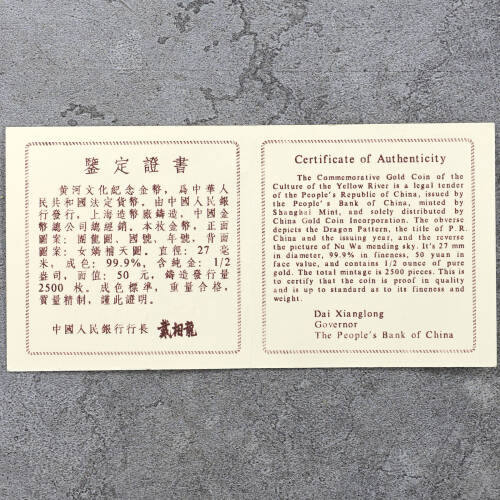 鑒定證書
黄河文化紀念金幣，爲中華人
民共和國法定貨幣。由中國人民銀
行發行，上海造幣廠鑄造，中國金
幣總公司總經銷。本枚金幣，正面
圖案：團龍圖、國號、年號。背面
圖案：女媧補天圖。直徑：27 毫
米，成色：99.9%，含純金：1/2
盎司，面值：50 元。鑄造發行量
2500 枚。成色標準，重量合格，
質量精制，謹此證明。
中國人民銀行行長 戴相龍
Certificate of Authenticity
The Commemorative Gold Coin of the
Culture of the Yellow River is a legal tender
of the People's Republic of China, issued by
the People's Bank of China, minted by
Shanghai Mint, and solely distributed by
China Gold Coin Incorporation. The obverse
depicts the Dragon Pattern, the title of P.R.
China and the issuing year, and the reverse
the picture of Nu Wa mending sky. It's 27 mm
in diameter, 99.9% in fineness, 50 yuan in
face value, and contains 1/2 ounce of pure
gold. The total mintage is 2500 pieces. This is
to certify that the coin is proof in quality
and is up to standard as to its fineness and
weight.
Dai Xianglong
Governor
The People's Bank of China